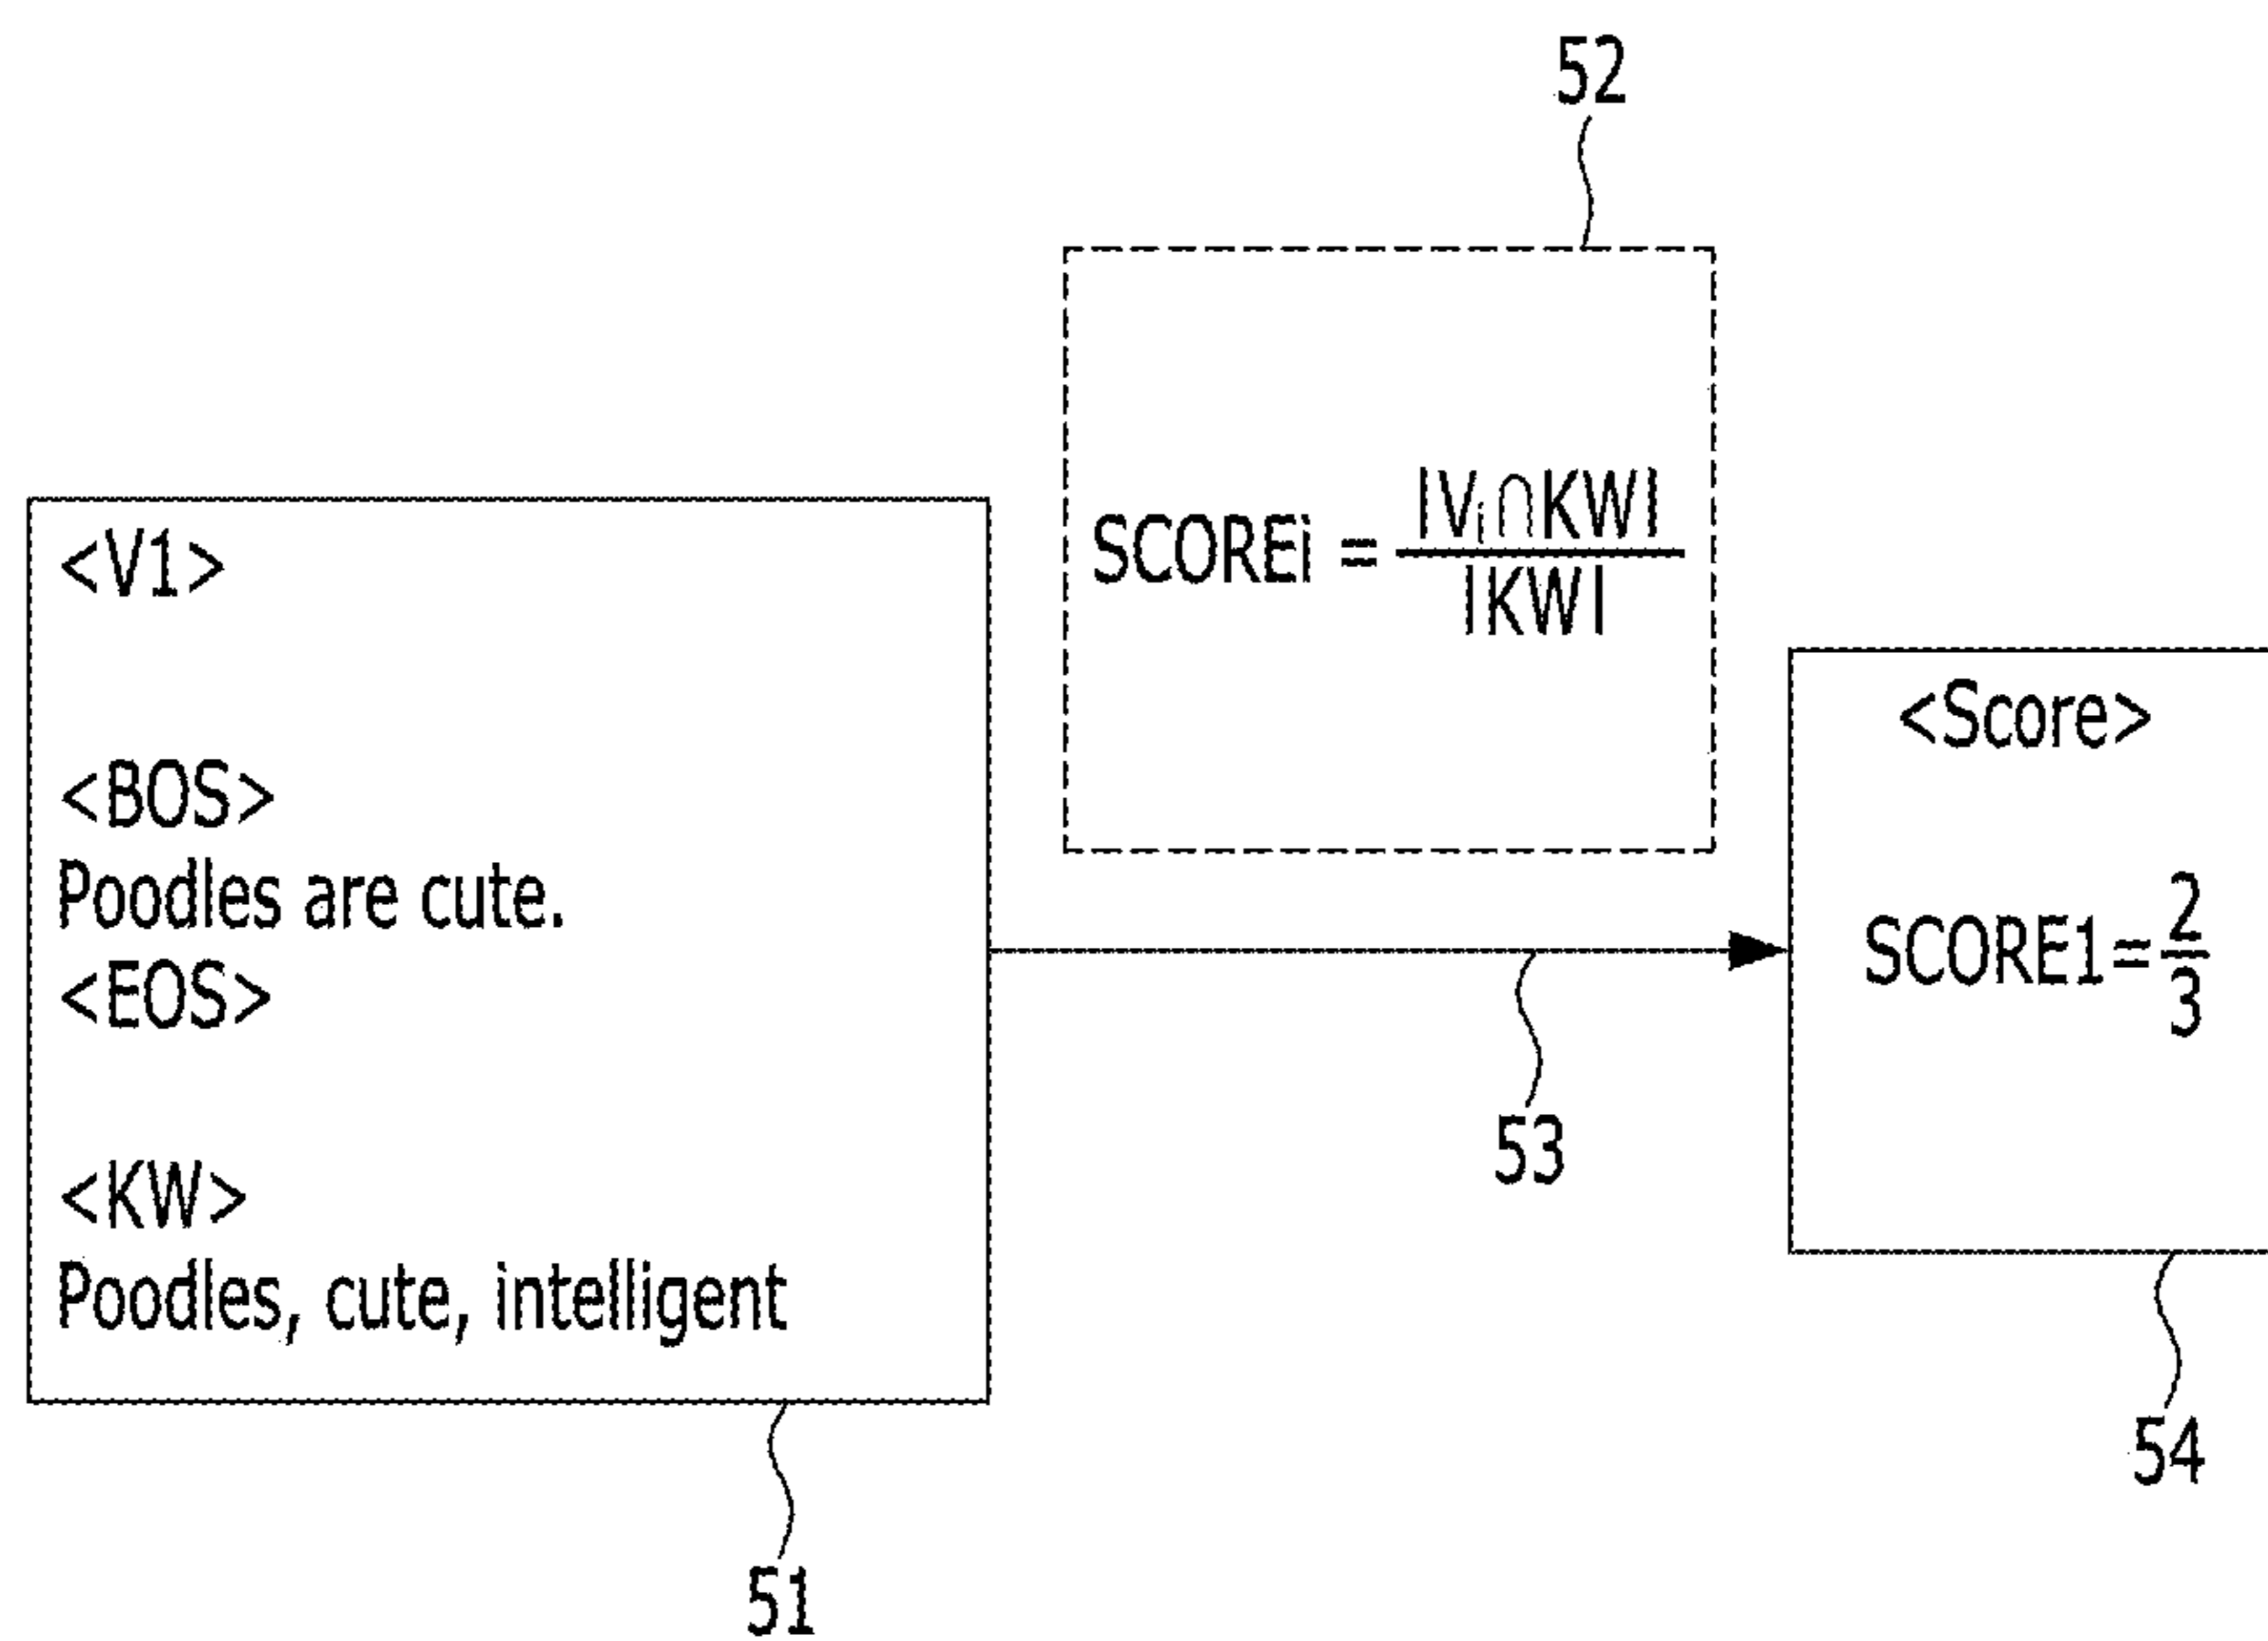 52
SCOREi = |Vi∩KW| / |KW|
<V1>
<BOS>
Poodles are cute.
<EOS>
<KW>
Poodles, cute, intelligent
51
53
<Score>
SCORE1=2/3
54